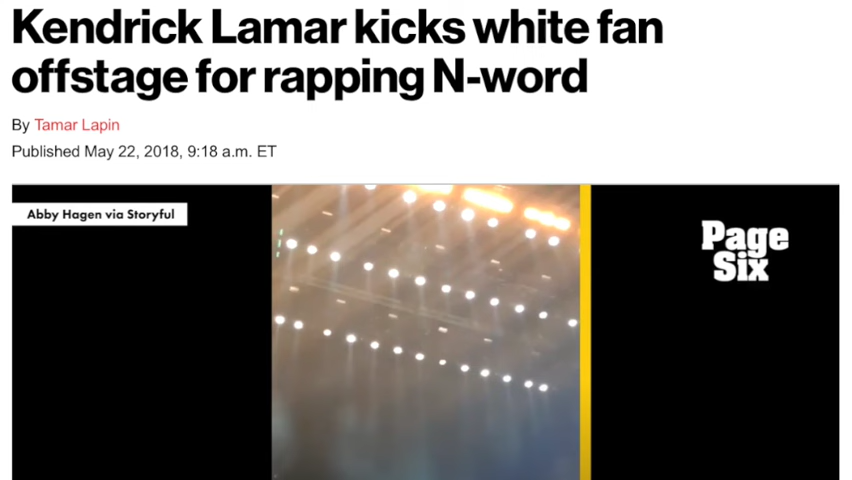 Kendrick Lamar kicks white fan
offstage for rapping N-word
By Tamar Lapin
Published May 22, 2018, 9:18 a.m. ET
Abby Hagen via Storyful
Page
Six